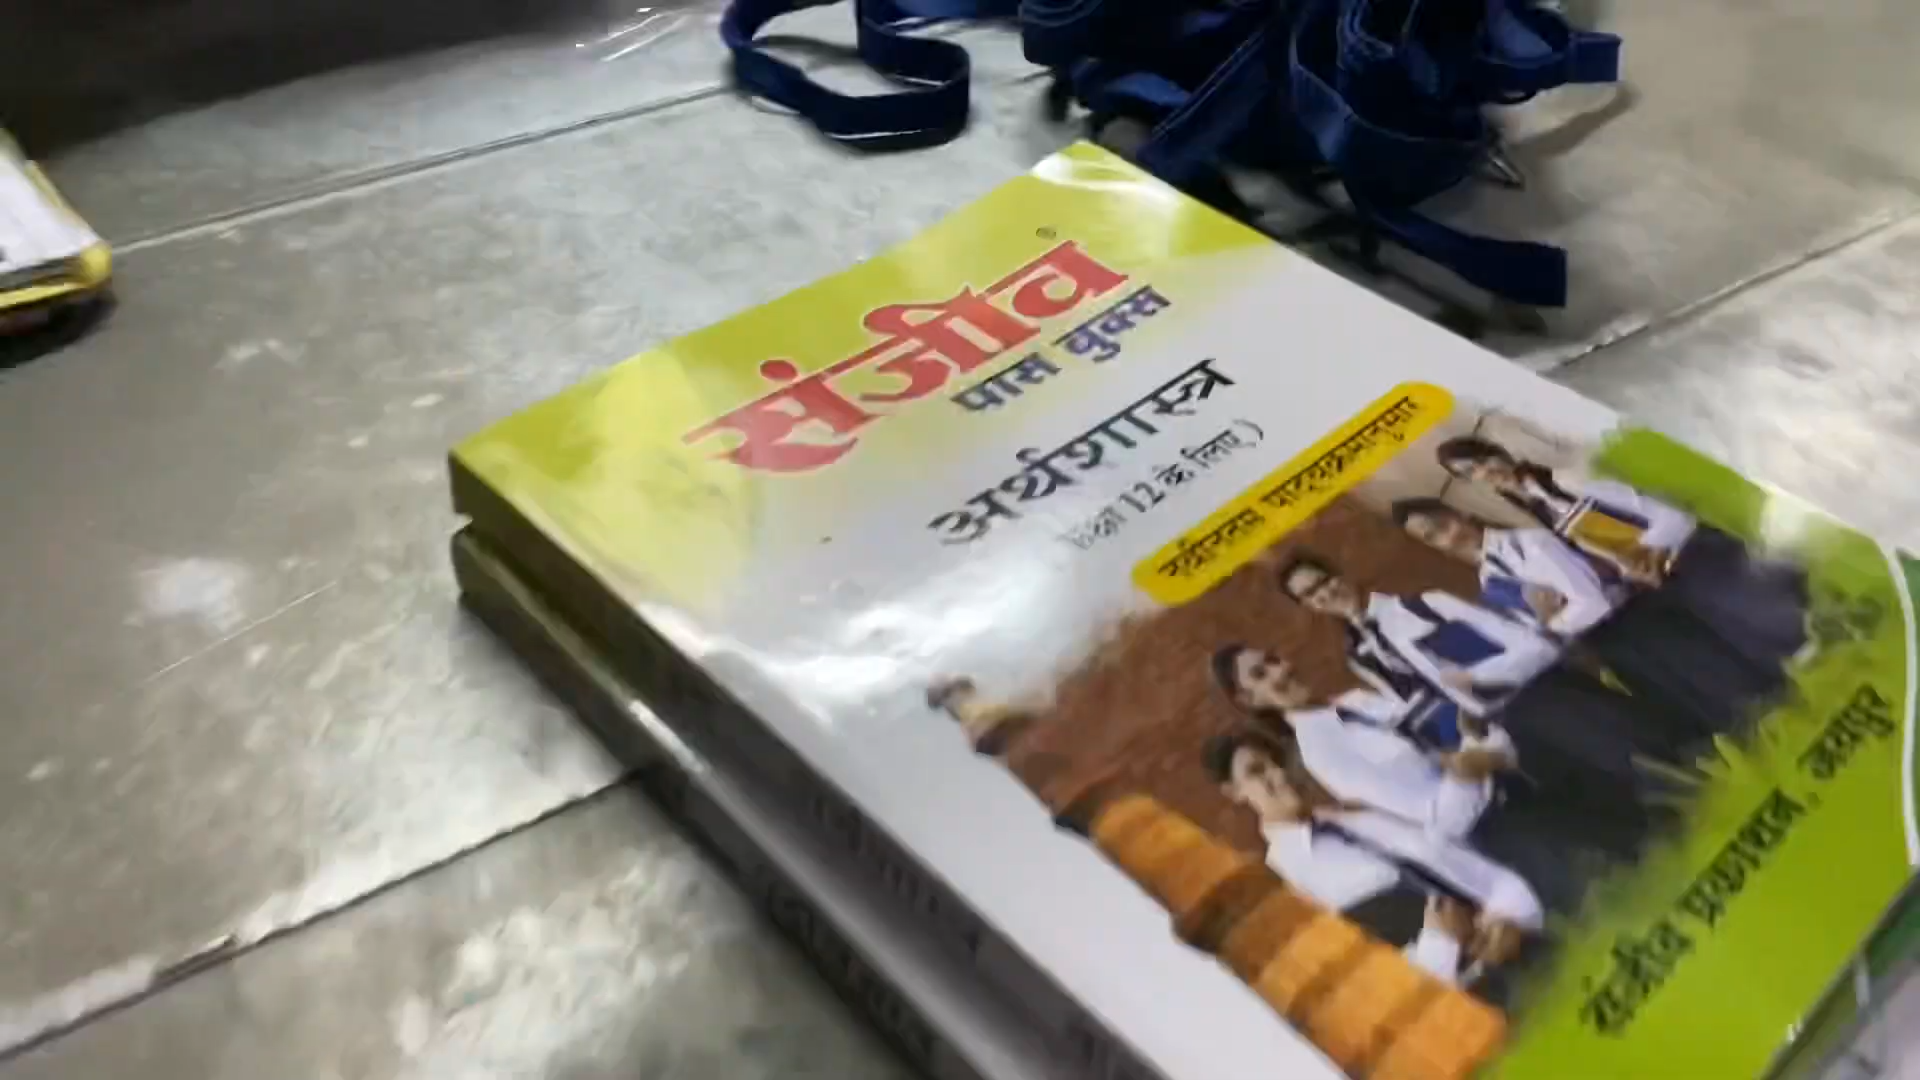 संजीव®
पास बुक्स
अर्थशास्त्र
(कक्षा 12 के लिए)
नवीनतम पाठ्यक्रमानुसार
संजीव प्रकाशन, जयपुर